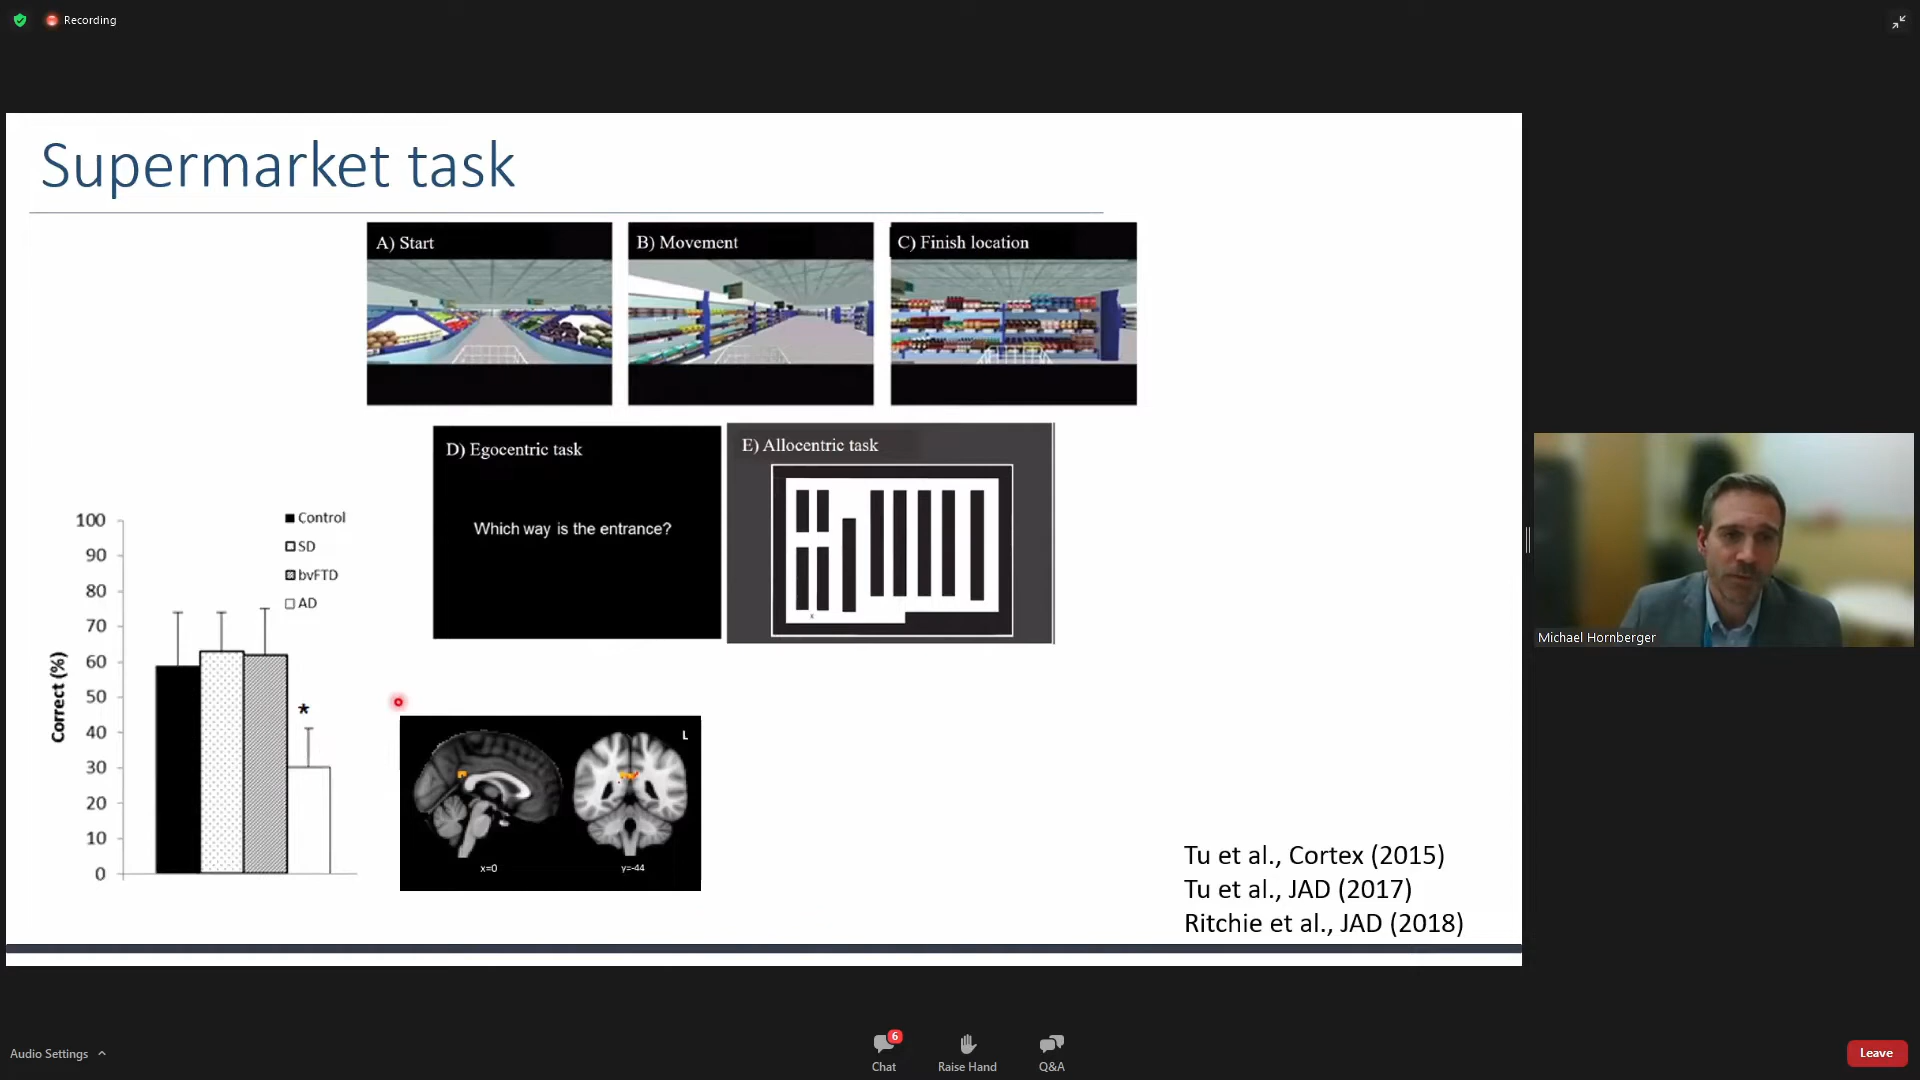 Recording
Supermarket task
A) Start
B) Movement
C) Finish location
D) Egocentric task
Which way is the entrance?
E) Allocentric task
x
100
90
80
70
60
50
40
30
20
10
0
Correct (%)
Control
SD
bvFTD
AD
*
L
x=0
y=-44
Tu et al., Cortex (2015)
Tu et al., JAD (2017)
Ritchie et al., JAD (2018)
Michael Hornberger
Audio Settings
6
Chat
Raise Hand
Q&A
Leave